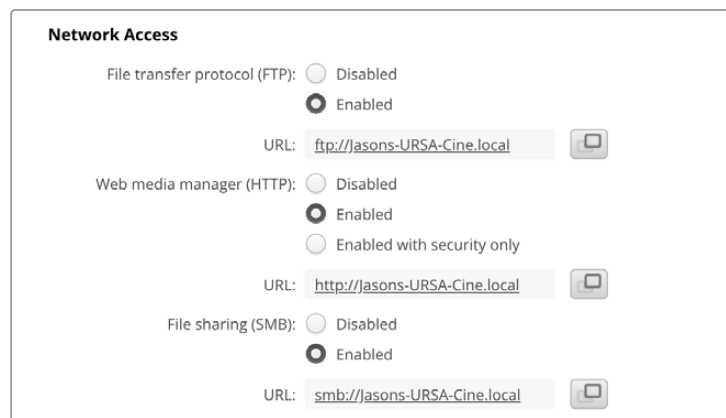 Network Access
File transfer protocol (FTP): Disabled
Enabled
URL: ftp://Jasons-URSA-Cine.local
Web media manager (HTTP): Disabled
Enabled
Enabled with security only
URL: http://Jasons-URSA-Cine.local
File sharing (SMB): Disabled
Enabled
URL: smb://Jasons-URSA-Cine.local